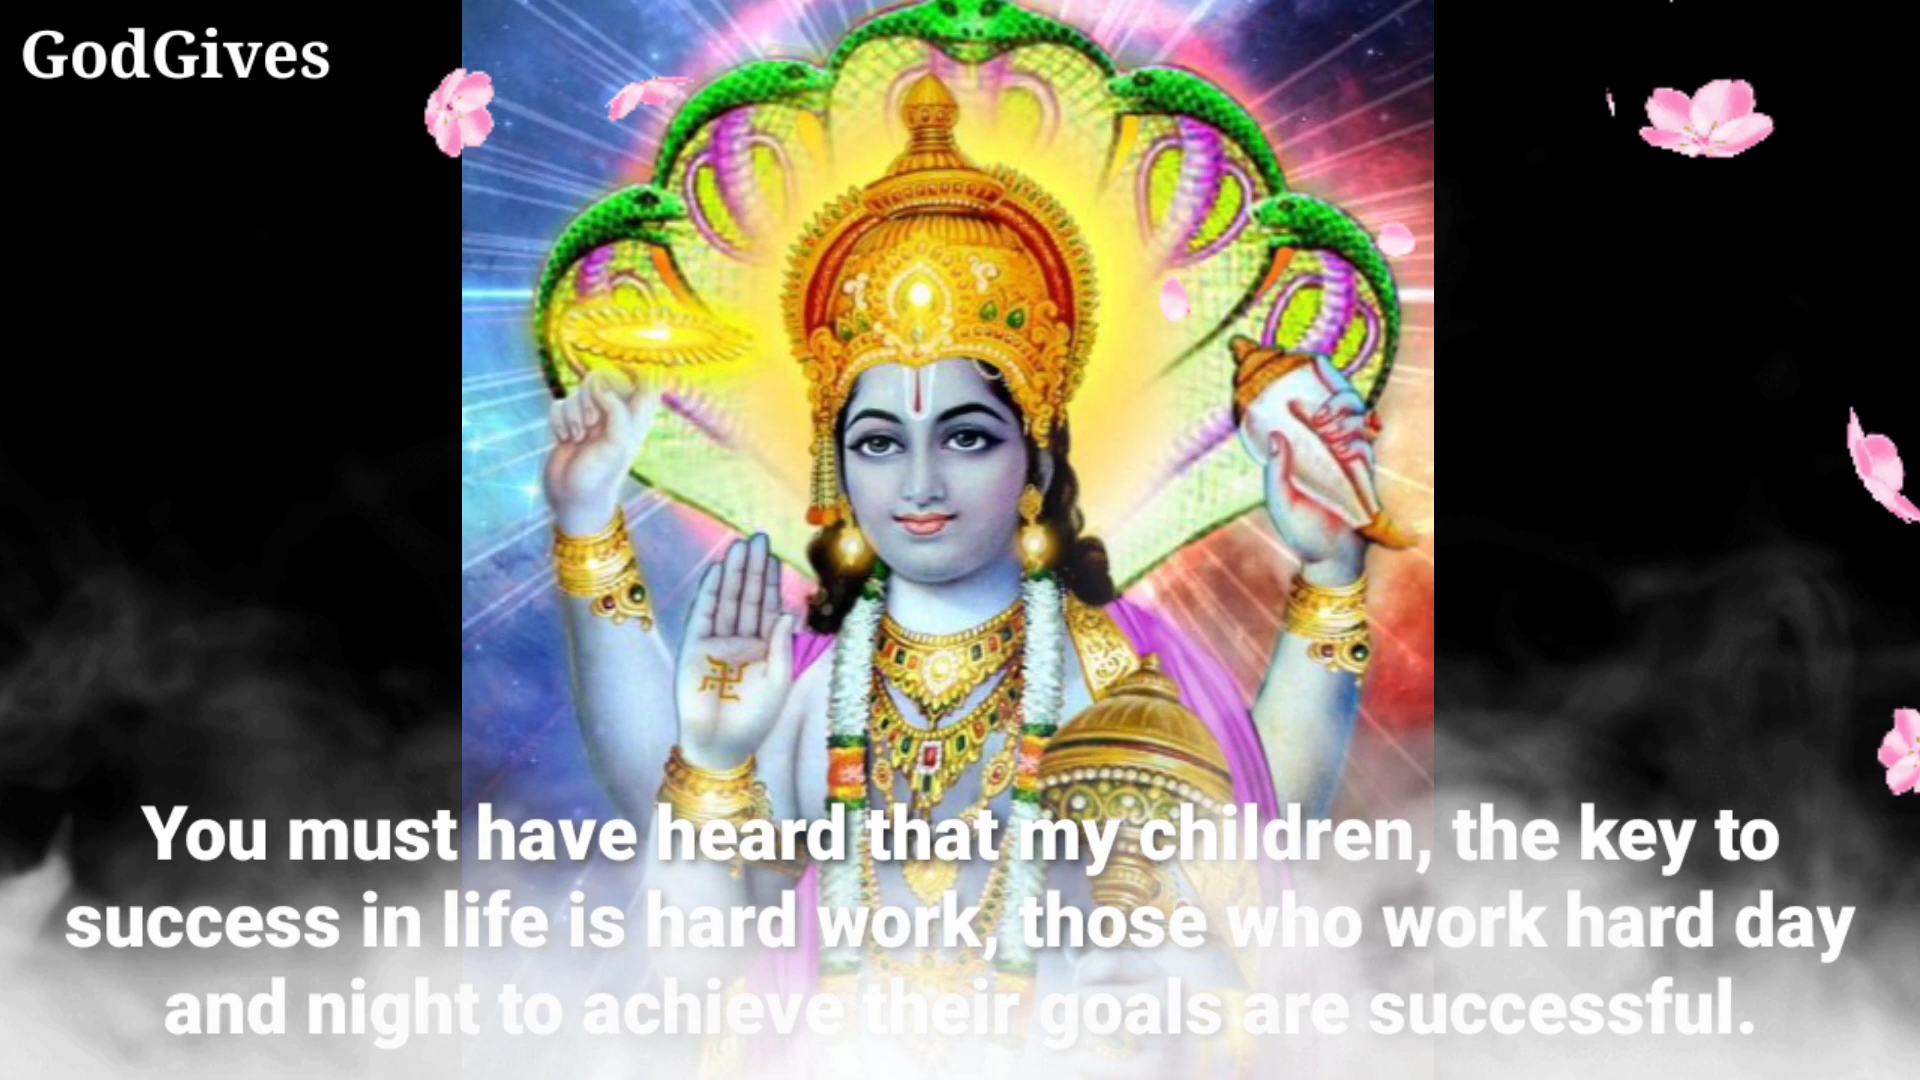 GodGives
You must have heard that my children, the key to
success in life is hard work, those who work hard day
and night to achieve their goals are successful.